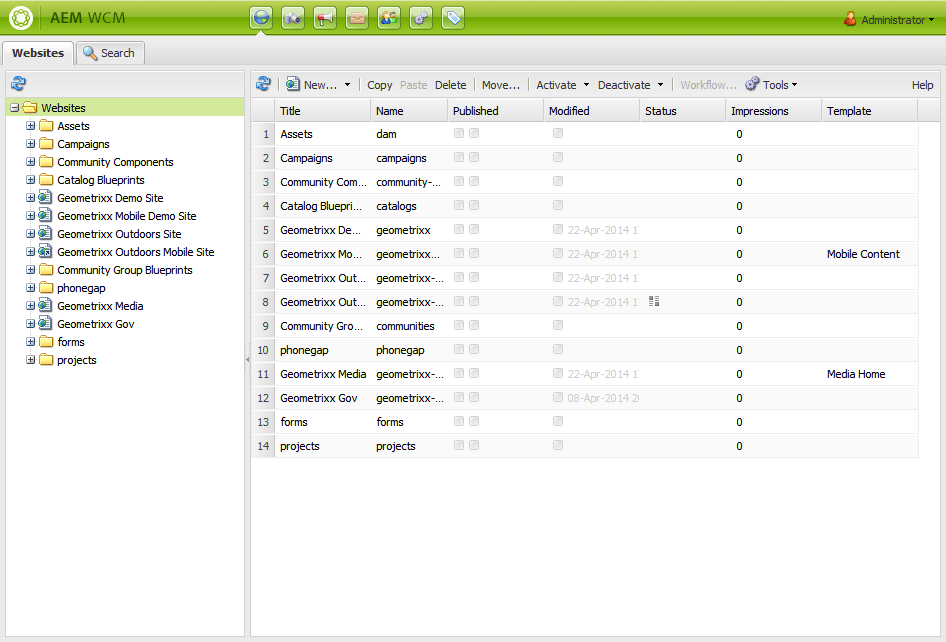 AEM WCM
Administrator
Websites Search
Websites
Assets
Campaigns
Community Components
Catalog Blueprints
Geometrixx Demo Site
Geometrixx Mobile Demo Site
Geometrixx Outdoors Site
Geometrixx Outdoors Mobile Site
Community Group Blueprints
phonegap
Geometrixx Media
Geometrixx Gov
forms
projects
New... Copy Paste Delete Move... Activate Deactivate Workflow... Tools Help
Title Name Published Modified Status Impressions Template
1 Assets dam 0
2 Campaigns campaigns 0
3 Community Com... community-... 0
4 Catalog Bluepri... catalogs 0
5 Geometrixx De... geometrixx 22-Apr-2014 1 0
6 Geometrixx Mo... geometrixx... 22-Apr-2014 1 0 Mobile Content
7 Geometrixx Out... geometrixx-... 22-Apr-2014 1 0
8 Geometrixx Out... geometrixx-... 22-Apr-2014 1 0
9 Community Gro... communities 0
10 phonegap phonegap 0
11 Geometrixx Media geometrixx-... 22-Apr-2014 1 0 Media Home
12 Geometrixx Gov geometrixx-... 08-Apr-2014 20 0
13 forms forms 0
14 projects projects 0